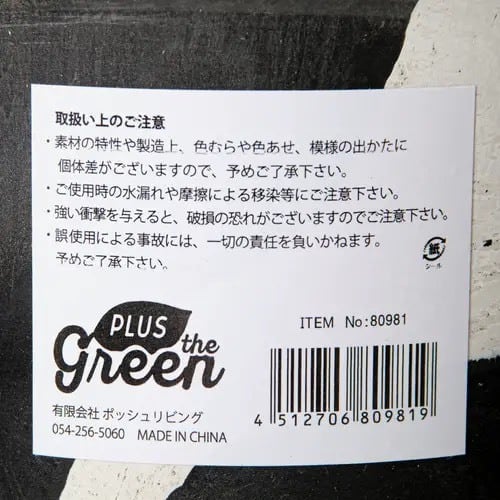 取扱い上のご注意
・素材の特性や製造上、色むらや色あせ、模様の出かたに
個体差がございますので、予めご了承下さい。
・ご使用時の水漏れや摩擦による移染等にご注意下さい。
・強い衝撃を与えると、破損の恐れがございますのでご注意下さい。
・誤使用による事故には、一切の責任を負いかねます。
予めご了承下さい。
紙
シール
PLUS
the
Green
ITEM No:80981
4 512706 809819
有限会社 ポッシュリビング
054-256-5060 MADE IN CHINA